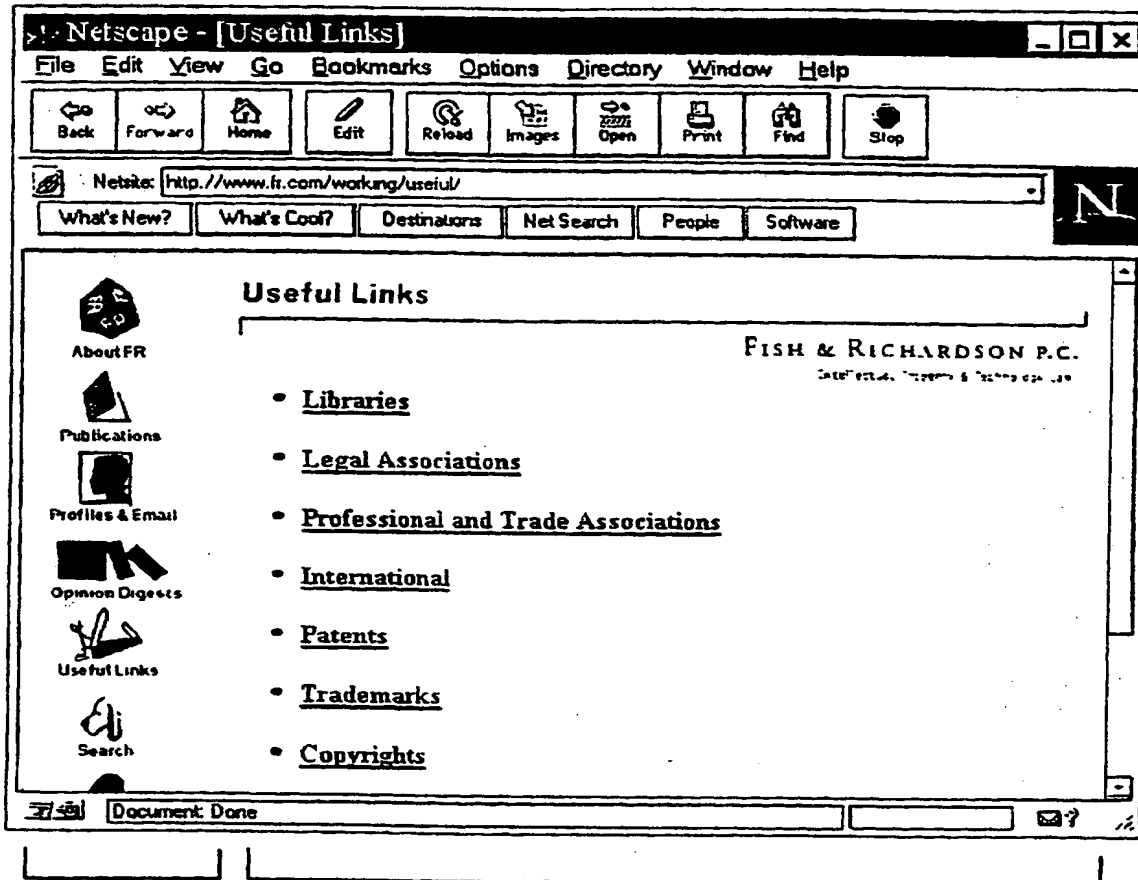 Netscape - [Useful Links]
File Edit View Go Bookmarks Options Directory Window Help
Back Forward Home Edit Reload Images Open Print Find Stop
Netsite: http://www.fr.com/working/useful/
What's New? What's Cool? Destinations Net Search People Software
N
Useful Links
FISH & RICHARDSON P.C.
About FR
Publications
Profiles & Email
Opinion Digests
Useful Links
Search
• Libraries
• Legal Associations
• Professional and Trade Associations
• International
• Patents
• Trademarks
• Copyrights
Document: Done
?